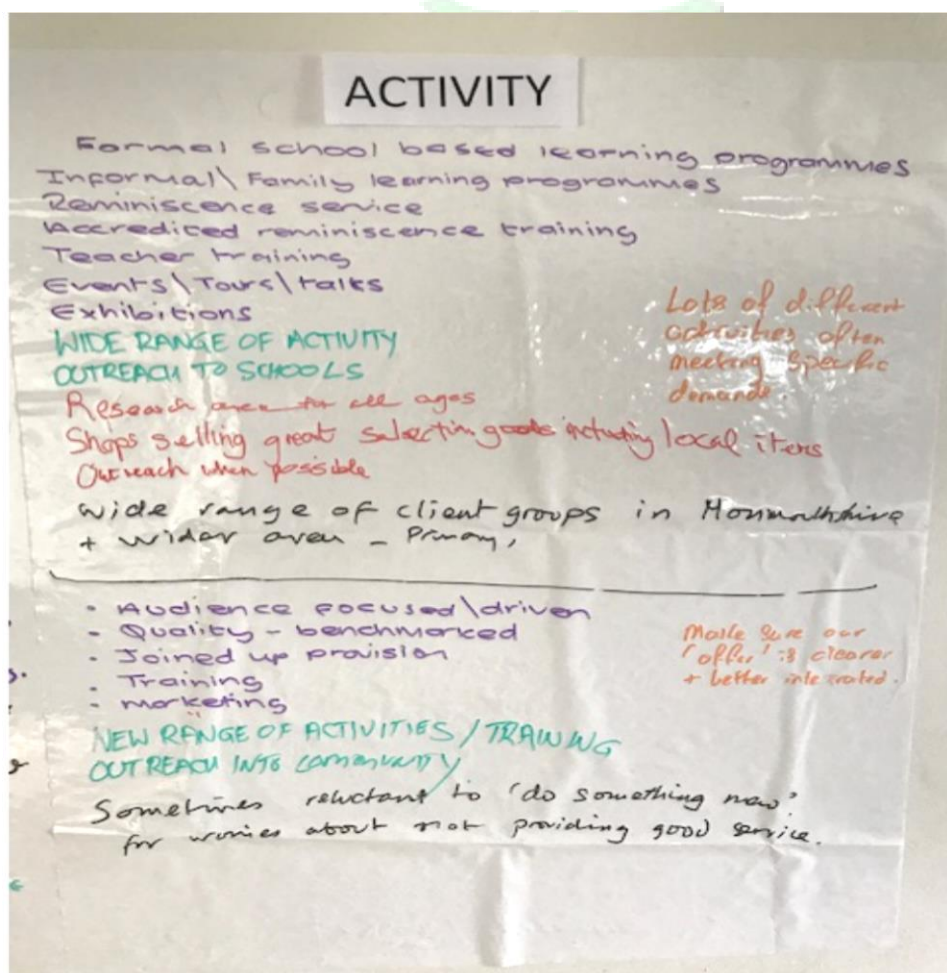 ACTIVITY
Formal school based learning programmes
Informal\Family learning programmes
Reminiscence service
Accredited reminiscence training
Teacher training
Events\Tours\talks
Exhibitions
WIDE RANGE OF ACTIVITY
OUTREACH TO SCHOOLS
Lots of different
activities often
meeting specific
demands.
Research area for all ages
Shops selling great selection goods including local items
Outreach when possible
Wide range of client groups in Monmouthshire
+ wider area - Primary,
- Audience focused\driven
- Quality - benchmarked
- Joined up provision
- Training
- Marketing
Make sure our
'offer' is clearer
+ better integrated.
NEW RANGE OF ACTIVITIES / TRAINING
OUTREACH INTO COMMUNITY
Sometimes reluctant to 'do something new'
for worries about not providing good service.